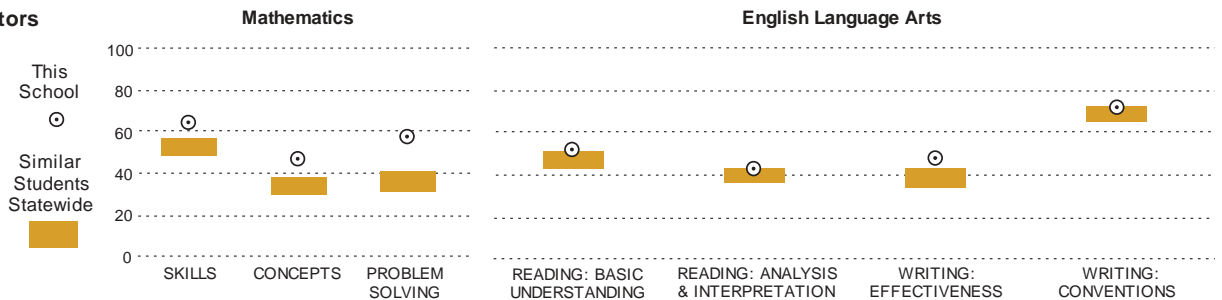 tors
Mathematics
English Language Arts
This
School
Similar
Students
Statewide
100
80
60
40
20
0
SKILLS
CONCEPTS
PROBLEM
SOLVING
READING: BASIC
UNDERSTANDING
READING: ANALYSIS
& INTERPRETATION
WRITING:
EFFECTIVENESS
WRITING:
CONVENTIONS